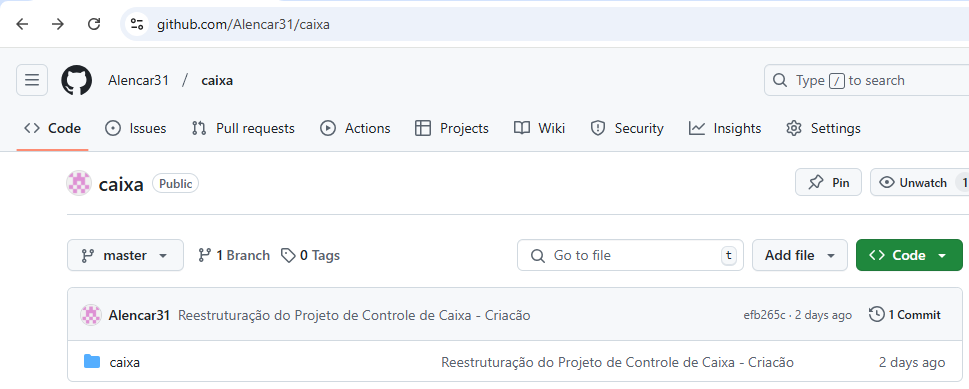 github.com/Alencar31/caixa
Alencar31 / caixa
Type / to search
Code Issues Pull requests Actions Projects Wiki Security Insights Settings
caixa Public Pin Unwatch 1
master 1 Branch 0 Tags Go to file t Add file Code
Alencar31 Reestruturação do Projeto de Controle de Caixa - Criacão efb265c · 2 days ago 1 Commit
caixa Reestruturação do Projeto de Controle de Caixa - Criacão 2 days ago